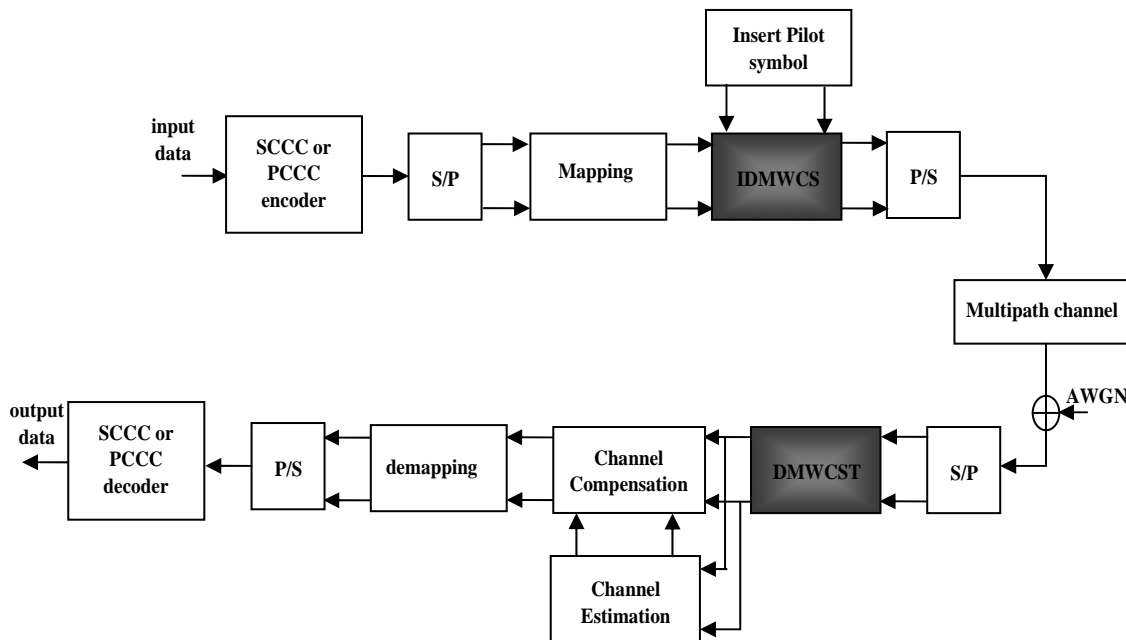 Insert Pilot
symbol
input
data
SCCC or
PCCC
encoder
S/P
Mapping
IDMWCS
P/S
Multipath channel
AWGN
output
data
SCCC or
PCCC
decoder
P/S
demapping
Channel
Compensation
DMWCST
S/P
Channel
Estimation